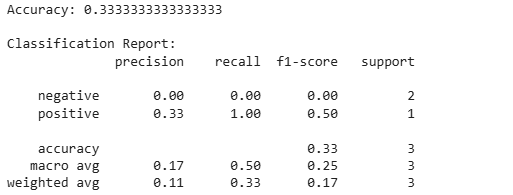 Accuracy: 0.3333333333333333
Classification Report:
precision recall f1-score support
negative 0.00 0.00 0.00 2
positive 0.33 1.00 0.50 1
accuracy 0.33 3
macro avg 0.17 0.50 0.25 3
weighted avg 0.11 0.33 0.17 3